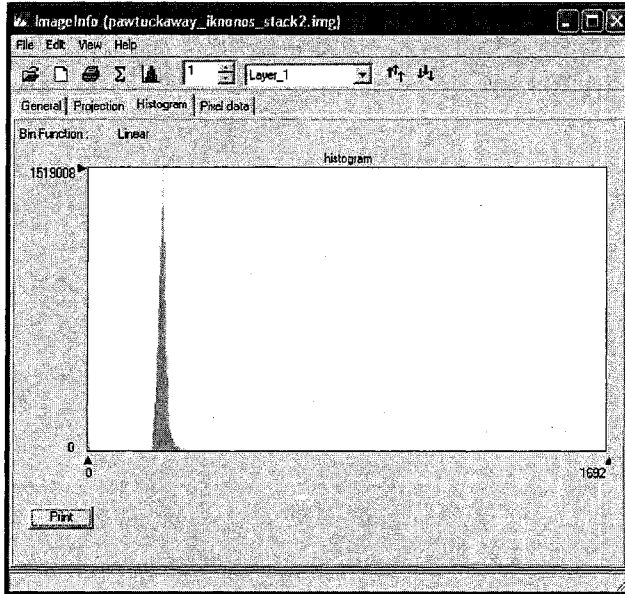 ImageInfo (pawtuckaway_iknonos_stack2.img)
File Edit View Help
Σ 1 Layer_1
General Projection Histogram Pixel data
Bin Function: Linear
histogram
1519008
0
0 1692
Print